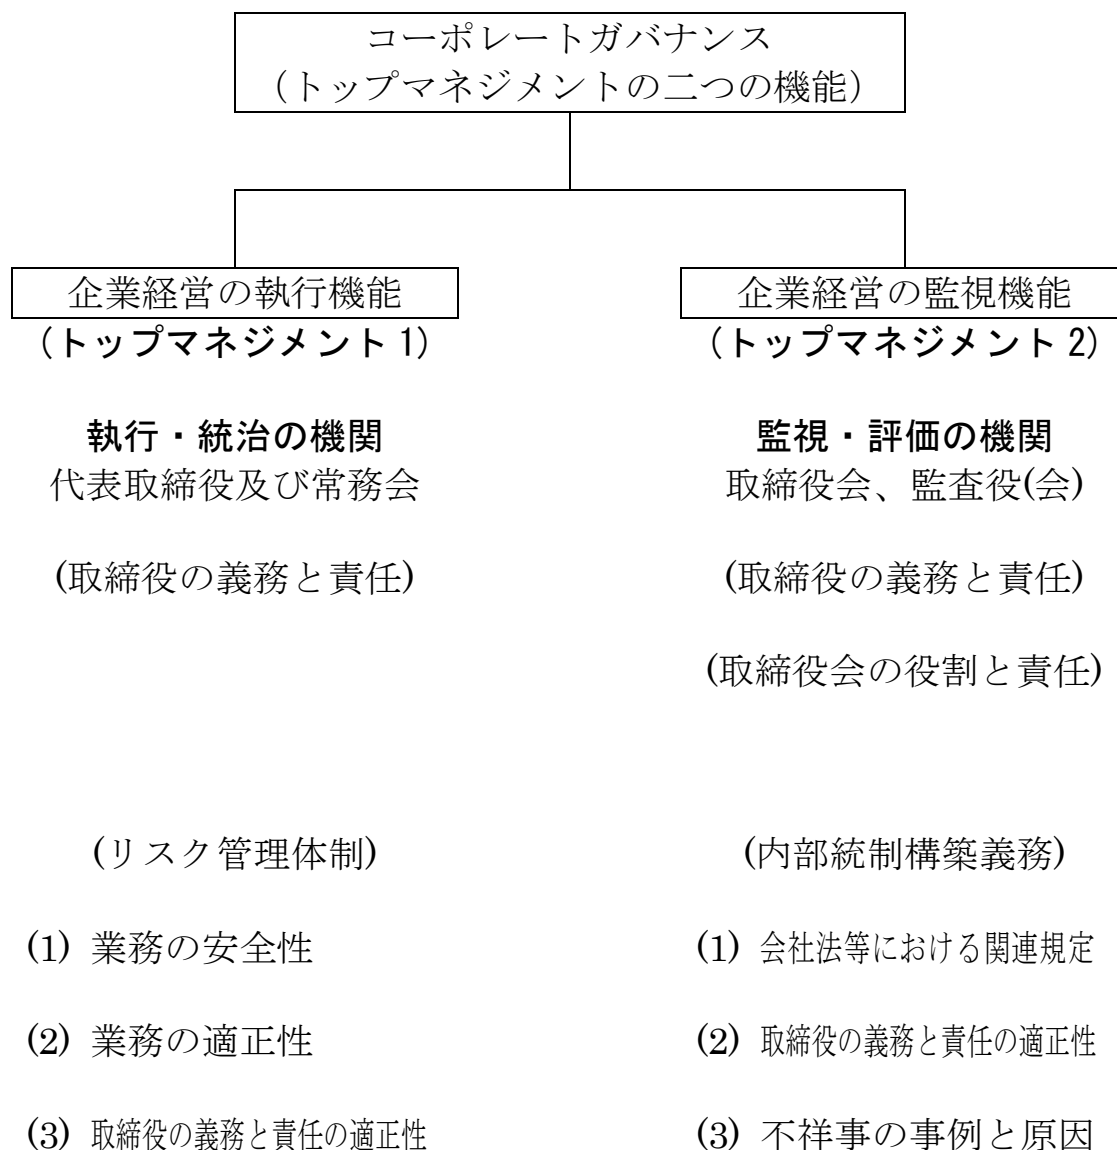 コーポレートガバナンス
(トップマネジメントの二つの機能)
企業経営の執行機能
(トップマネジメント 1)
執行・統治の機関
代表取締役及び常務会
(取締役の義務と責任)
(リスク管理体制)
(1) 業務の安全性
(2) 業務の適正性
(3) 取締役の義務と責任の適正性
企業経営の監視機能
(トップマネジメント 2)
監視・評価の機関
取締役会、監査役(会)
(取締役の義務と責任)
(取締役会の役割と責任)
(内部統制構築義務)
(1) 会社法等における関連規定
(2) 取締役の義務と責任の適正性
(3) 不祥事の事例と原因